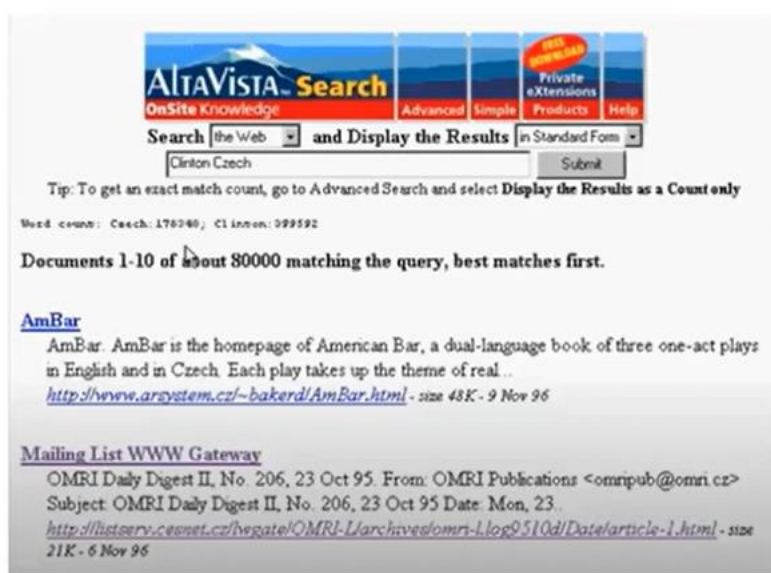 FREE DOWNLOAD
ALTAVISTA Search
OnSite Knowledge
Advanced Simple Private eXtensions Products Help
Search the Web and Display the Results in Standard Form
Clinton Czech Submit
Tip: To get an exact match count, go to Advanced Search and select Display the Results as a Count only
Word count: Czech:176340; Clinton:399592
Documents 1-10 of about 80000 matching the query, best matches first.
AmBar
AmBar. AmBar is the homepage of American Bar, a dual-language book of three one-act plays
in English and in Czech. Each play takes up the theme of real...
http://www.arsystem.cz/~bakerd/AmBar.html - size 48K - 9 Nov 96
Mailing List WWW Gateway
OMRI Daily Digest II, No. 206, 23 Oct 95. From: OMRI Publications <omripub@omri.cz>
Subject: OMRI Daily Digest II, No. 206, 23 Oct 95 Date: Mon, 23..
http://listserv.cesnet.cz/lwgate/OMRI-L/archives/omri-l.log9510d/Date/article-1.html - size
21K - 6 Nov 96